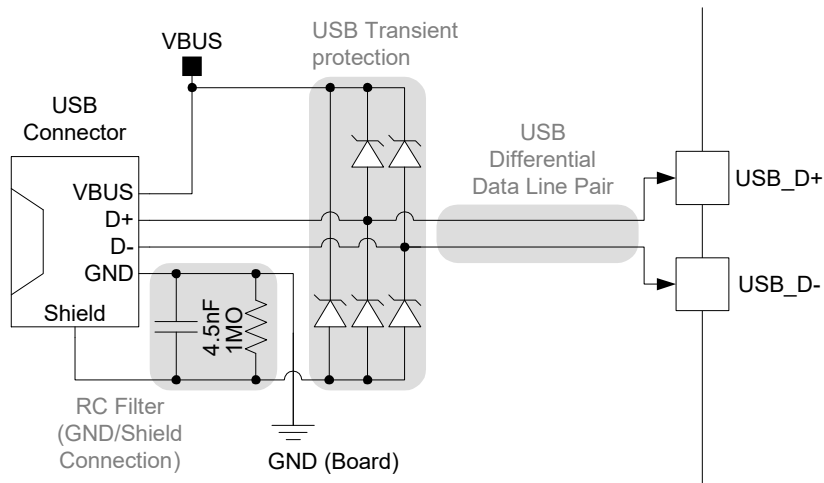 USB Transient
protection
VBUS
USB
Connector
USB
Differential
Data Line Pair
VBUS
D+
D-
GND
Shield
USB_D+
USB_D-
4.5nF
1MO
RC Filter
(GND/Shield
Connection)
GND (Board)